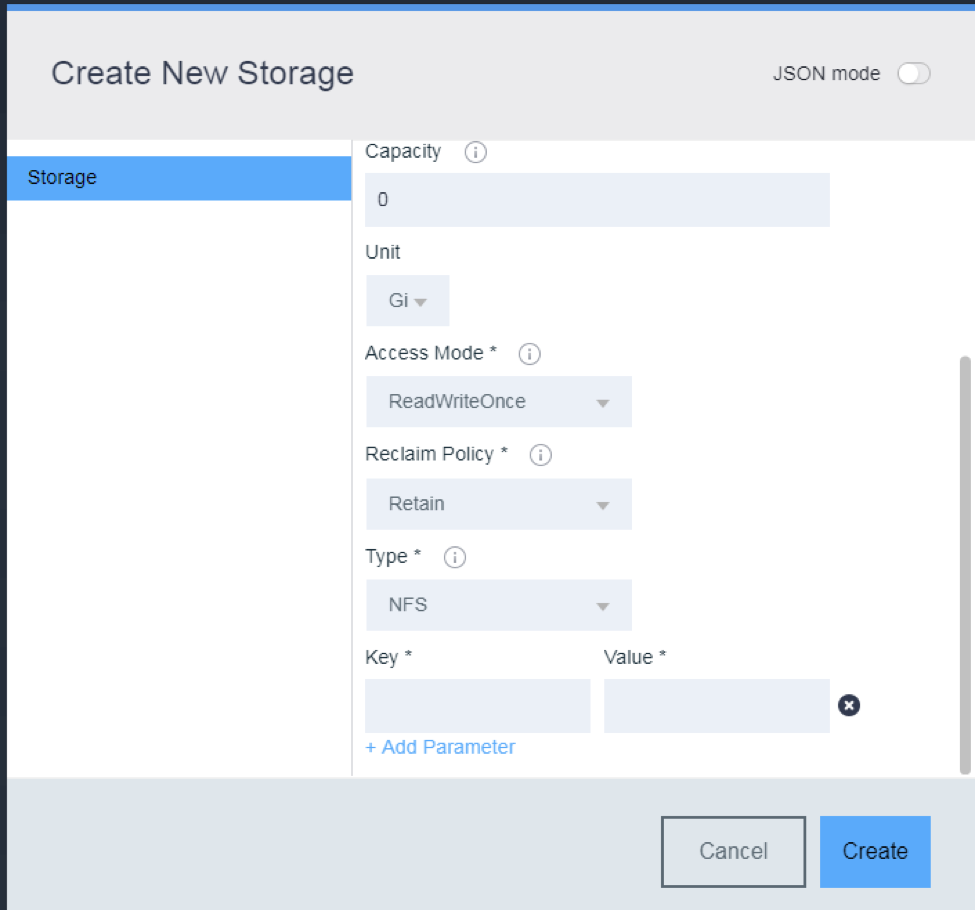 Create New Storage
JSON mode
Storage
Capacity
0
Unit
Gi
Access Mode *
ReadWriteOnce
Reclaim Policy *
Retain
Type *
NFS
Key * Value *
+ Add Parameter
Cancel Create